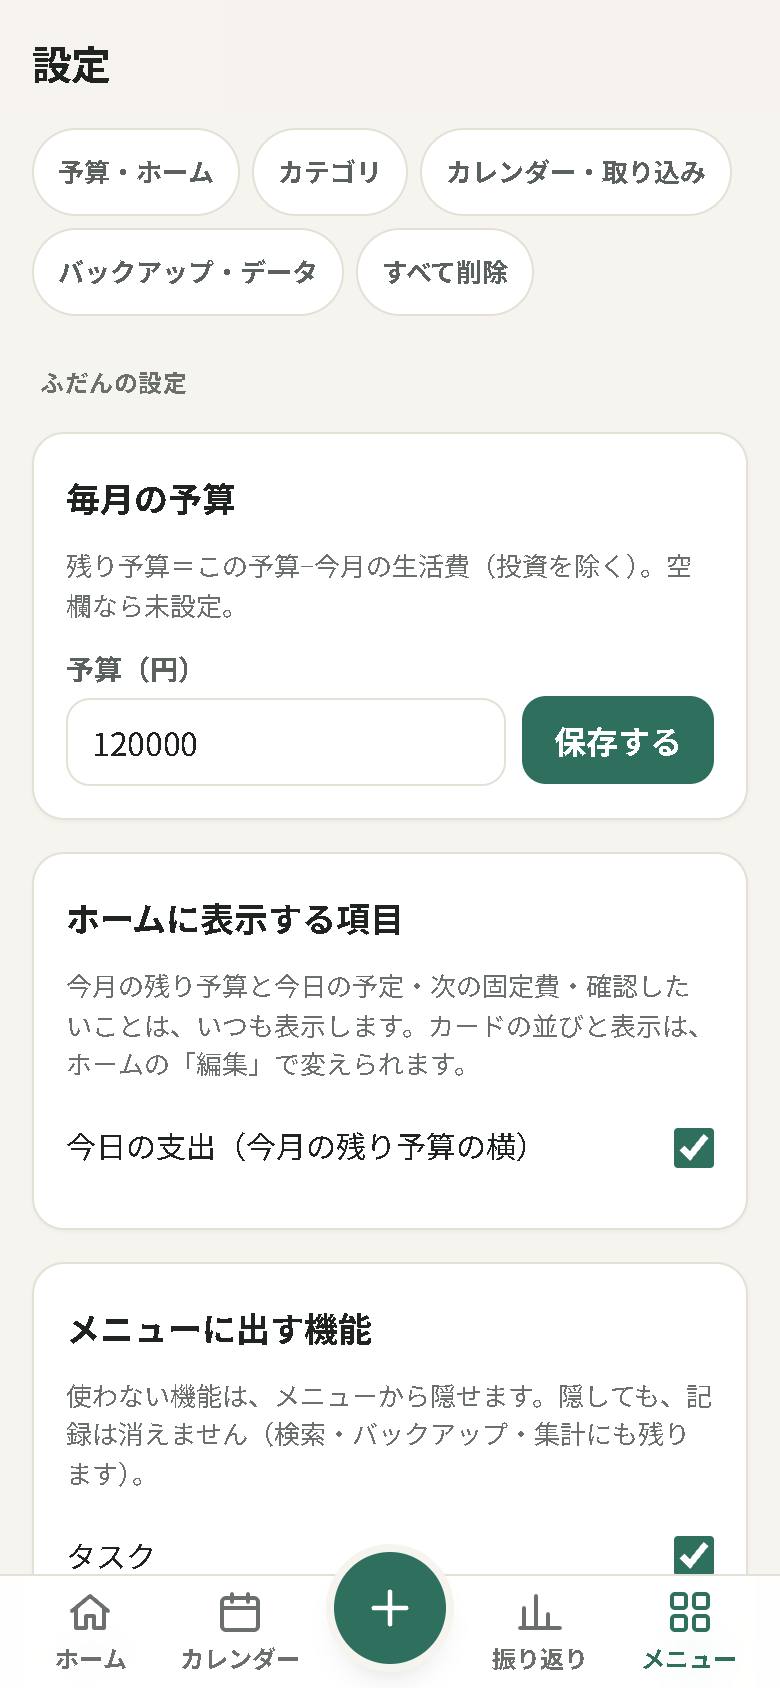 設定
予算・ホーム
カテゴリ
カレンダー・取り込み
バックアップ・データ
すべて削除
ふだんの設定
毎月の予算
残り予算＝この予算−今月の生活費（投資を除く）。空
欄なら未設定。
予算（円）
120000
保存する
ホームに表示する項目
今月の残り予算と今日の予定・次の固定費・確認した
いことは、いつも表示します。カードの並びと表示は、
ホームの「編集」で変えられます。
今日の支出（今月の残り予算の横）
メニューに出す機能
使わない機能は、メニューから隠せます。隠しても、記
録は消えません（検索・バックアップ・集計にも残り
ます）。
タスク
ホーム
カレンダー
振り返り
メニュー